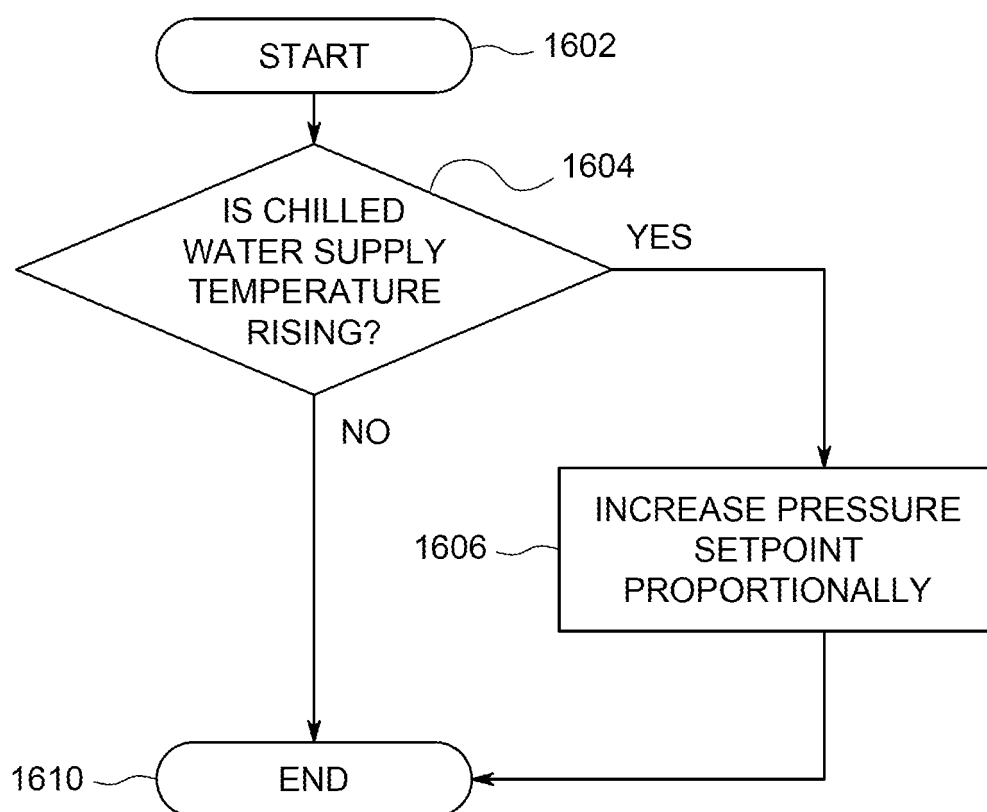 START
1602
1604
IS CHILLED
WATER SUPPLY
TEMPERATURE
RISING?
YES
NO
INCREASE PRESSURE
SETPOINT
PROPORTIONALLY
1606
END
1610